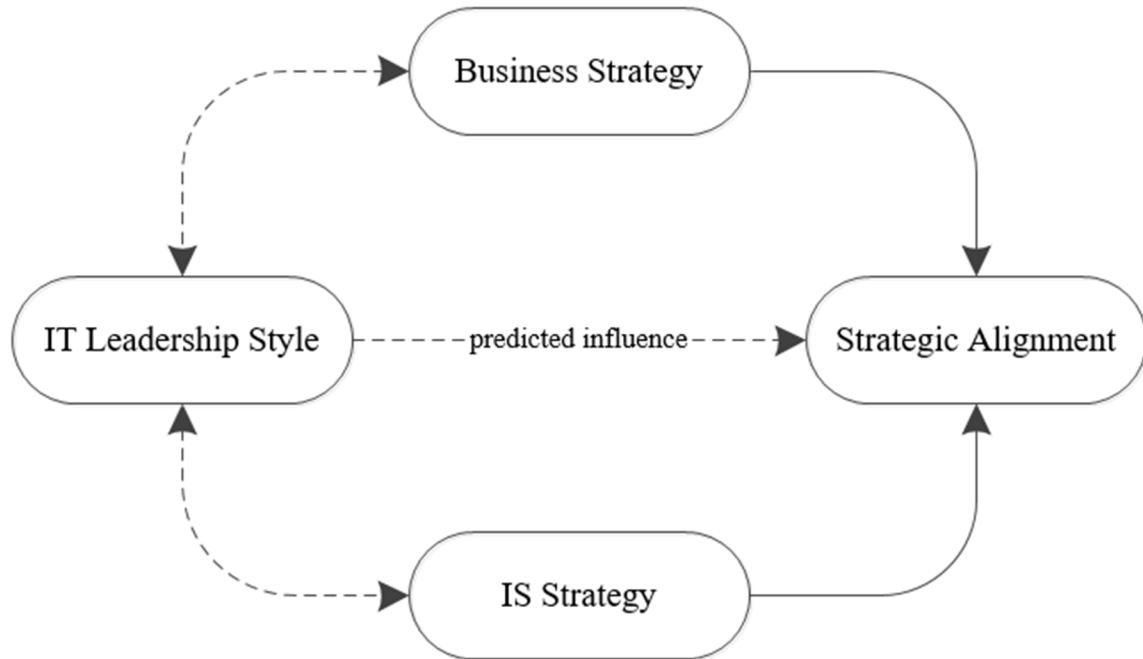 Business Strategy
IT Leadership Style
predicted influence
Strategic Alignment
IS Strategy